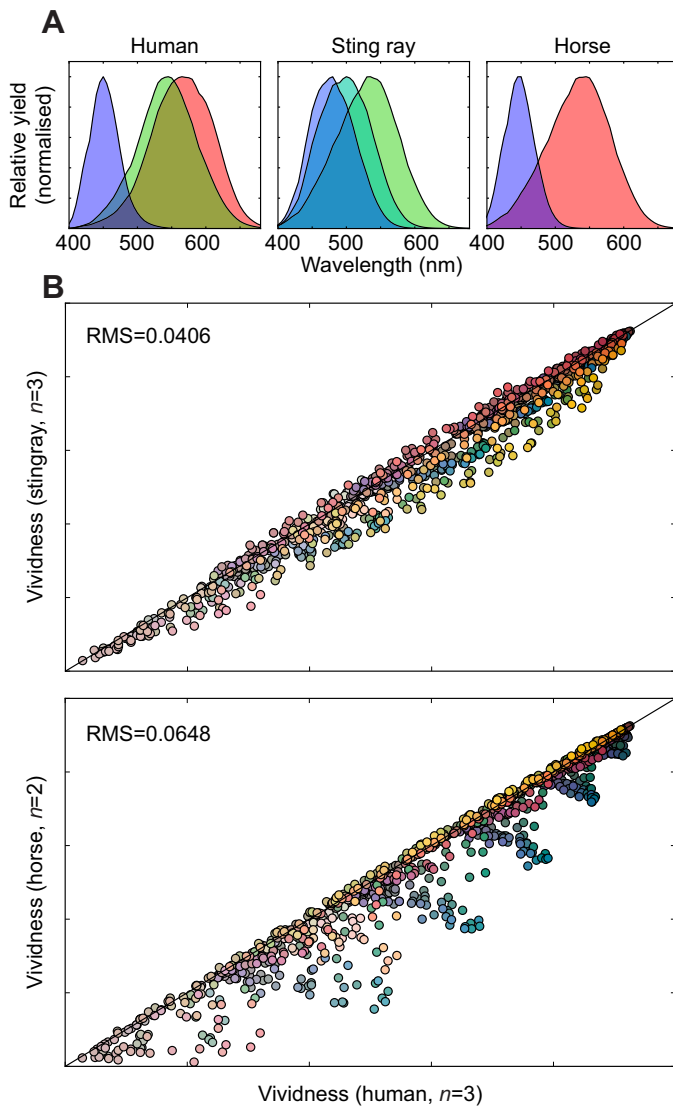 A
Human
Sting ray
Horse
Relative yield
(normalised)
400 500 600
400 500 600
400 500 600
Wavelength (nm)
B
RMS=0.0406
Vividness (stingray, n=3)
RMS=0.0648
Vividness (horse, n=2)
Vividness (human, n=3)